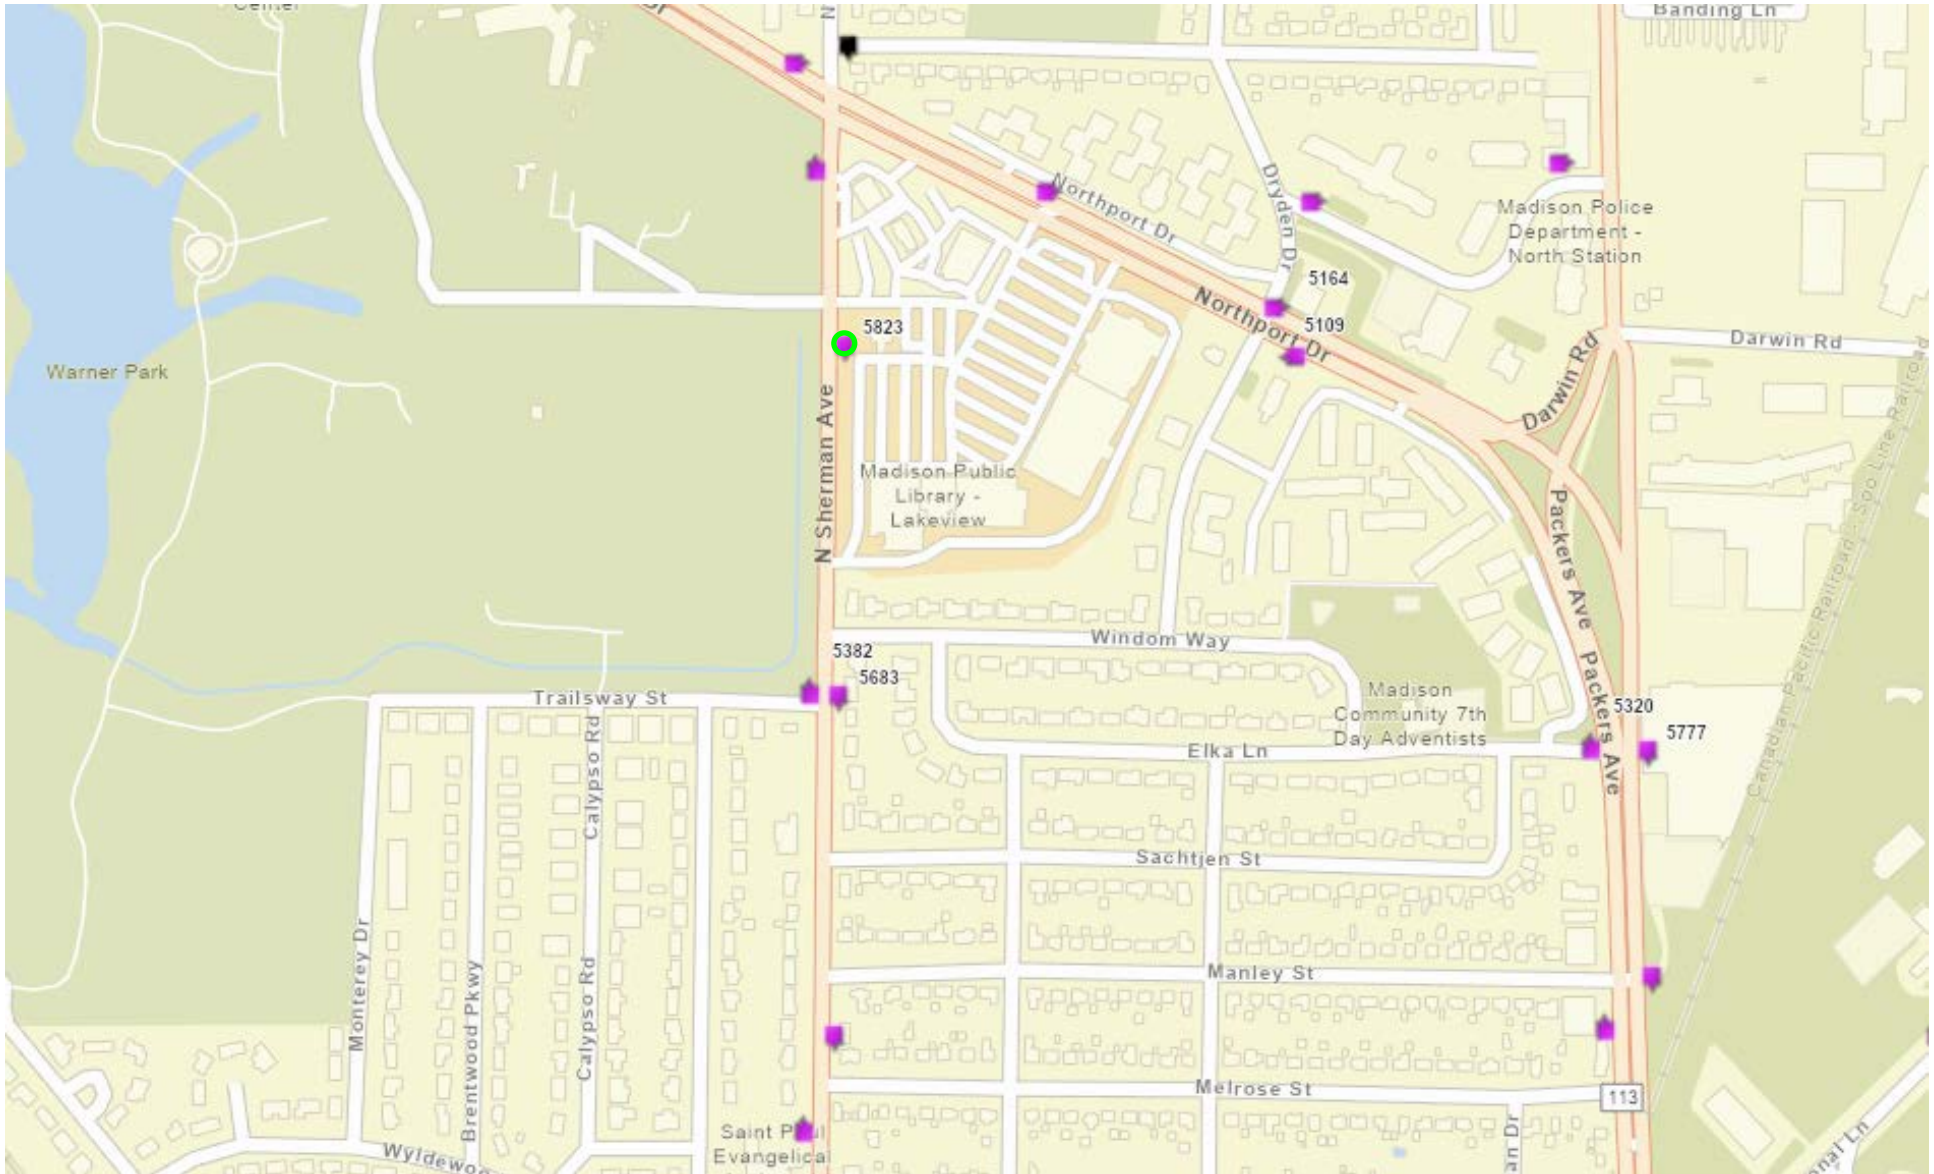 Center
N
Banding Ln
Northport Dr
Dryden Dr
Madison Police
Department -
North Station
5164
Northport Dr
5109
5823
Darwin Rd
Darwin Rd
Warner Park
N Sherman Ave
Madison Public
Library -
Lakeview
Packers Ave
Canadian Pacific Railroad - Soo Line Railroad
Windom Way
5382
5683
Trailsway St
Calypso Rd
Madison
Community 7th
Day Adventists
Packers Ave
5320
5777
Elka Ln
Sachtjen St
Monterey Dr
Brentwood Pkwy
Calypso Rd
Manley St
Melrose St
113
Saint Paul
Evangelical